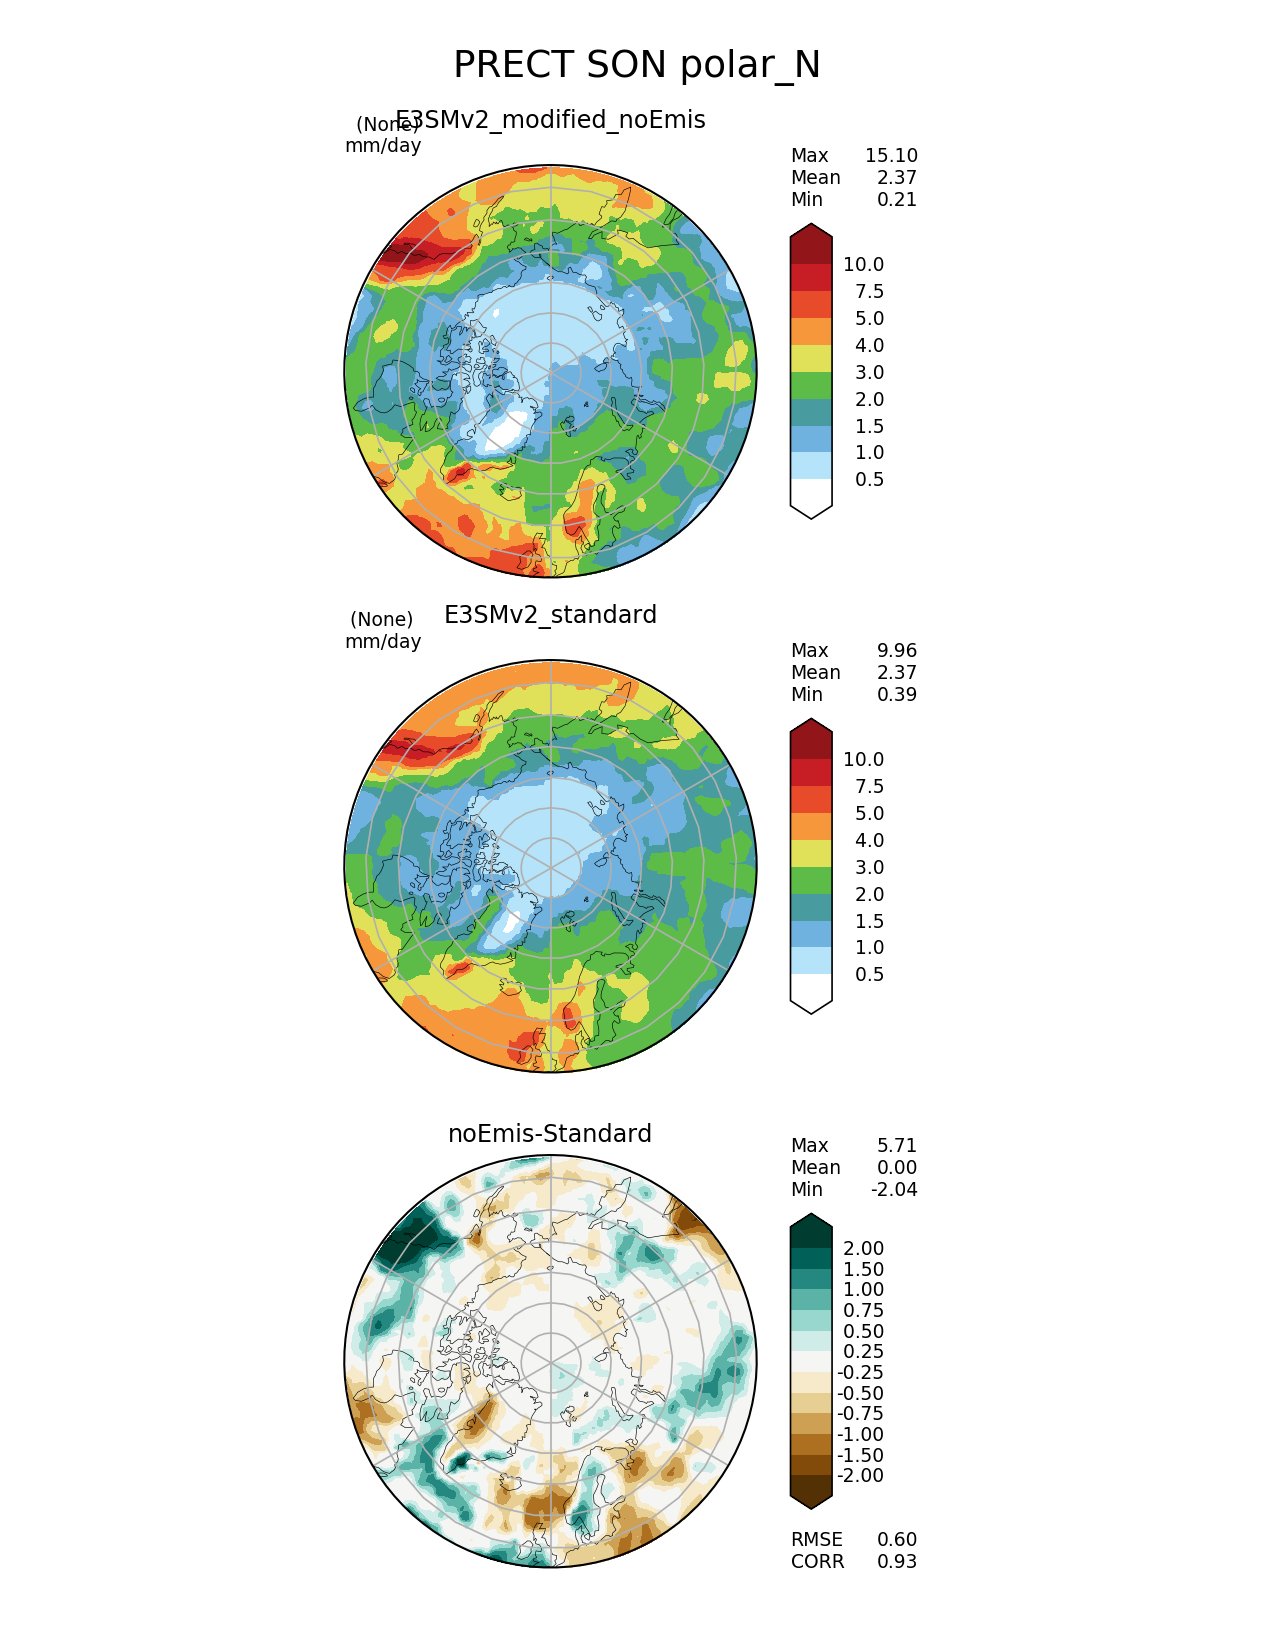 PRECT SON polar_N
E3SMv2_modified_noEmis
(None)
mm/day
Max 15.10
Mean 2.37
Min 0.21
10.0
7.5
5.0
4.0
3.0
2.0
1.5
1.0
0.5
E3SMv2_standard
(None)
mm/day
Max 9.96
Mean 2.37
Min 0.39
10.0
7.5
5.0
4.0
3.0
2.0
1.5
1.0
0.5
noEmis-Standard
Max 5.71
Mean 0.00
Min -2.04
2.00
1.50
1.00
0.75
0.50
0.25
-0.25
-0.50
-0.75
-1.00
-1.50
-2.00
RMSE 0.60
CORR 0.93